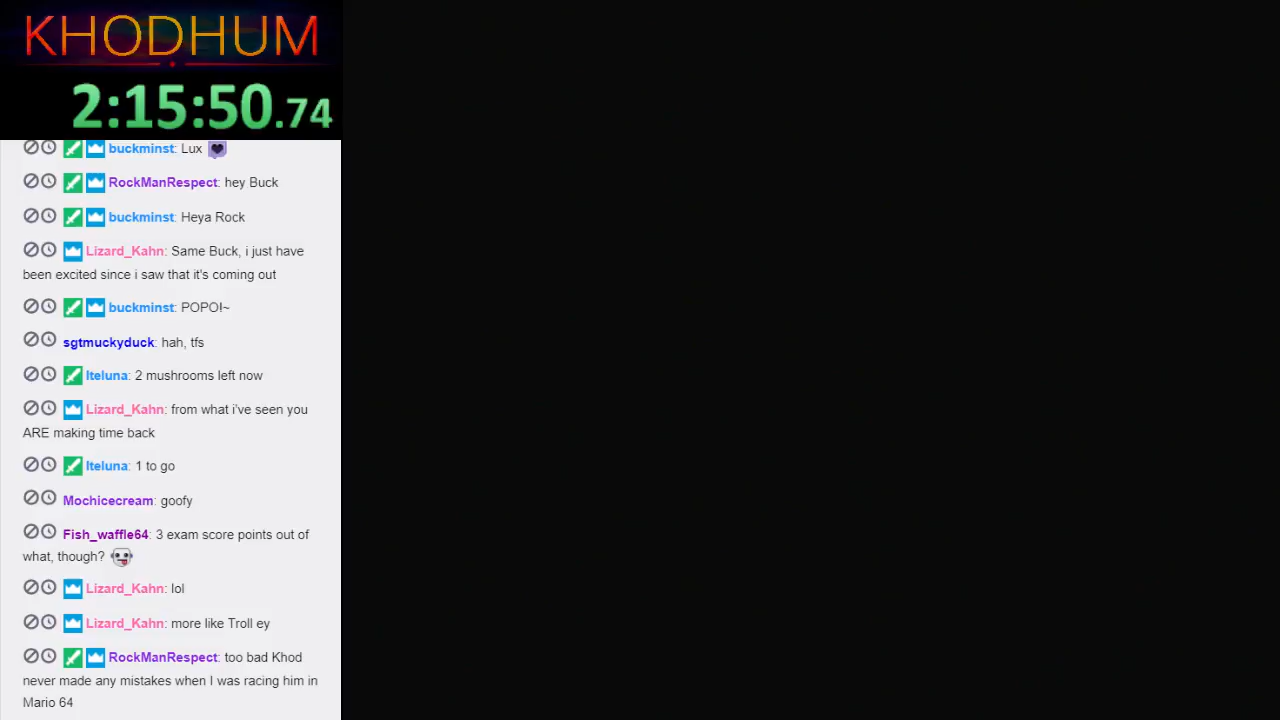 KHODHUM
2:15:50.74
buckminst: Lux
RockManRespect: hey Buck
buckminst: Heya Rock
Lizard_Kahn: Same Buck, i just have
been excited since i saw that it's coming out
buckminst: POPO!~
sgtmuckyduck: hah, tfs
Iteluna: 2 mushrooms left now
Lizard_Kahn: from what i've seen you
ARE making time back
Iteluna: 1 to go
Mochicecream: goofy
Fish_waffle64: 3 exam score points out of
what, though?
Lizard_Kahn: lol
Lizard_Kahn: more like Troll ey
RockManRespect: too bad Khod
never made any mistakes when I was racing him in
Mario 64